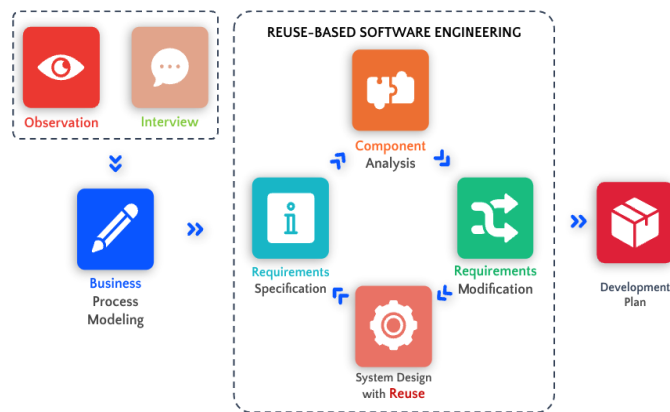 REUSE-BASED SOFTWARE ENGINEERING
Observation
Interview
Component
Analysis
Business
Process
Modeling
Requirements
Specification
Requirements
Modification
Development
Plan
System Design
with Reuse